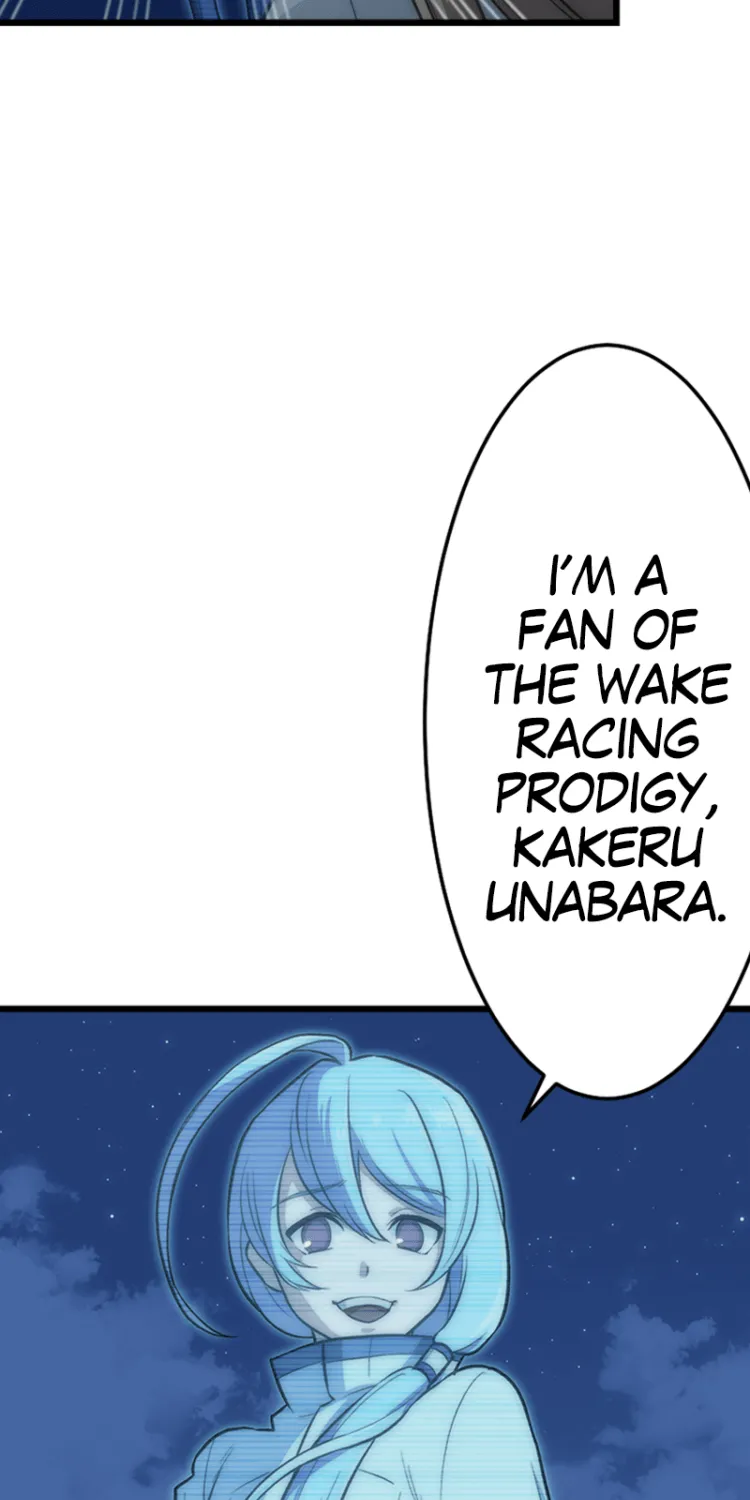 I'M A
FAN OF
THE WAKE
RACING
PRODIGY,
KAKERU
UNABARA.